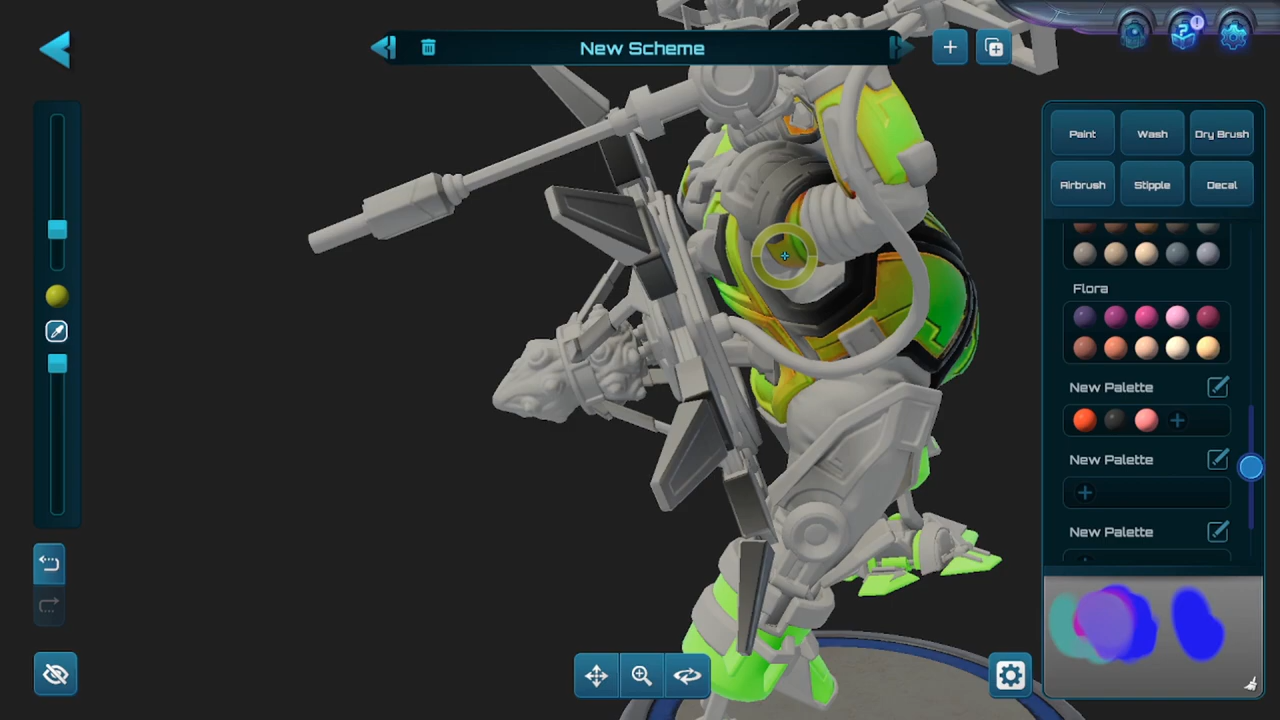 New Scheme
Paint
Wash
Dry Brush
Airbrush
Stipple
Decal
Flora
New Palette
New Palette
New Palette